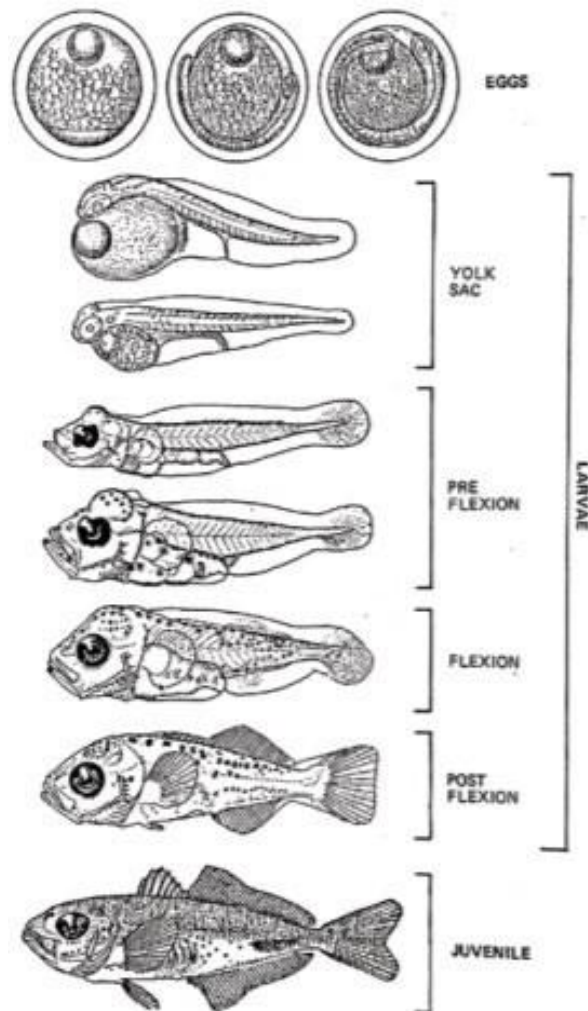 EGGS
YOLK
SAC
PRE
FLEXION
LARVAE
FLEXION
POST
FLEXION
JUVENILE